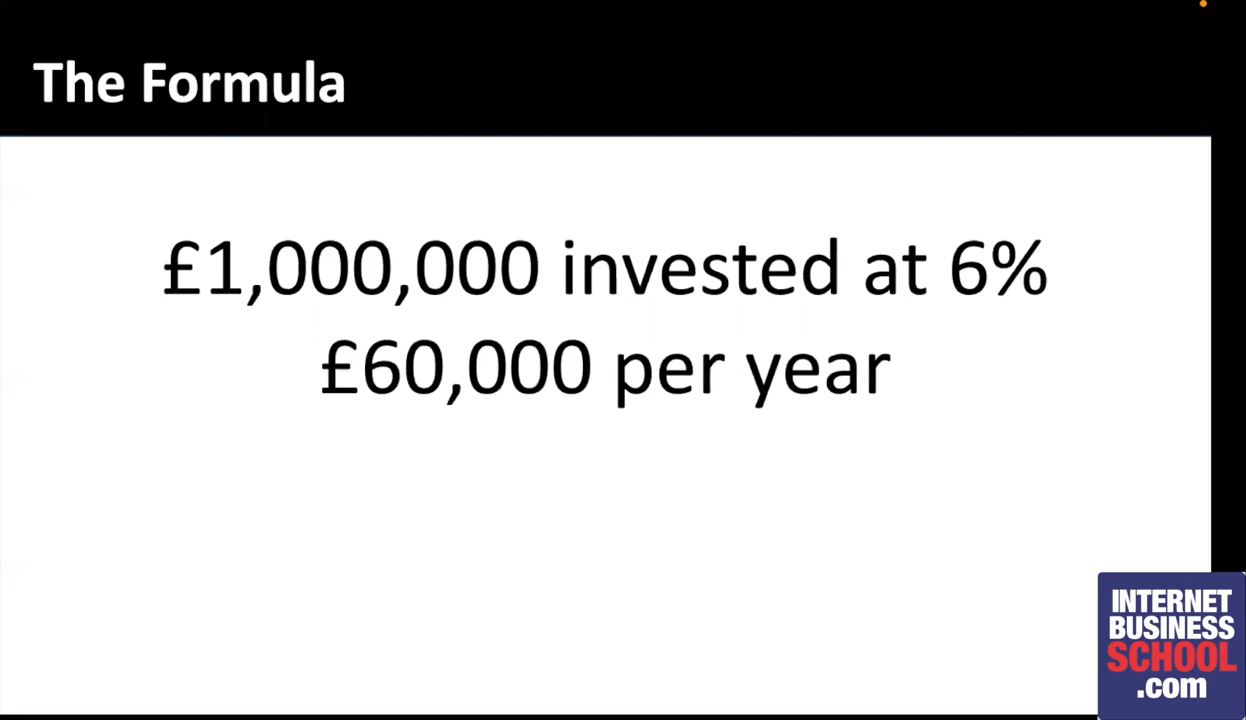 The Formula
£1,000,000 invested at 6%
£60,000 per year
INTERNET
BUSINESS
SCHOOL
.com